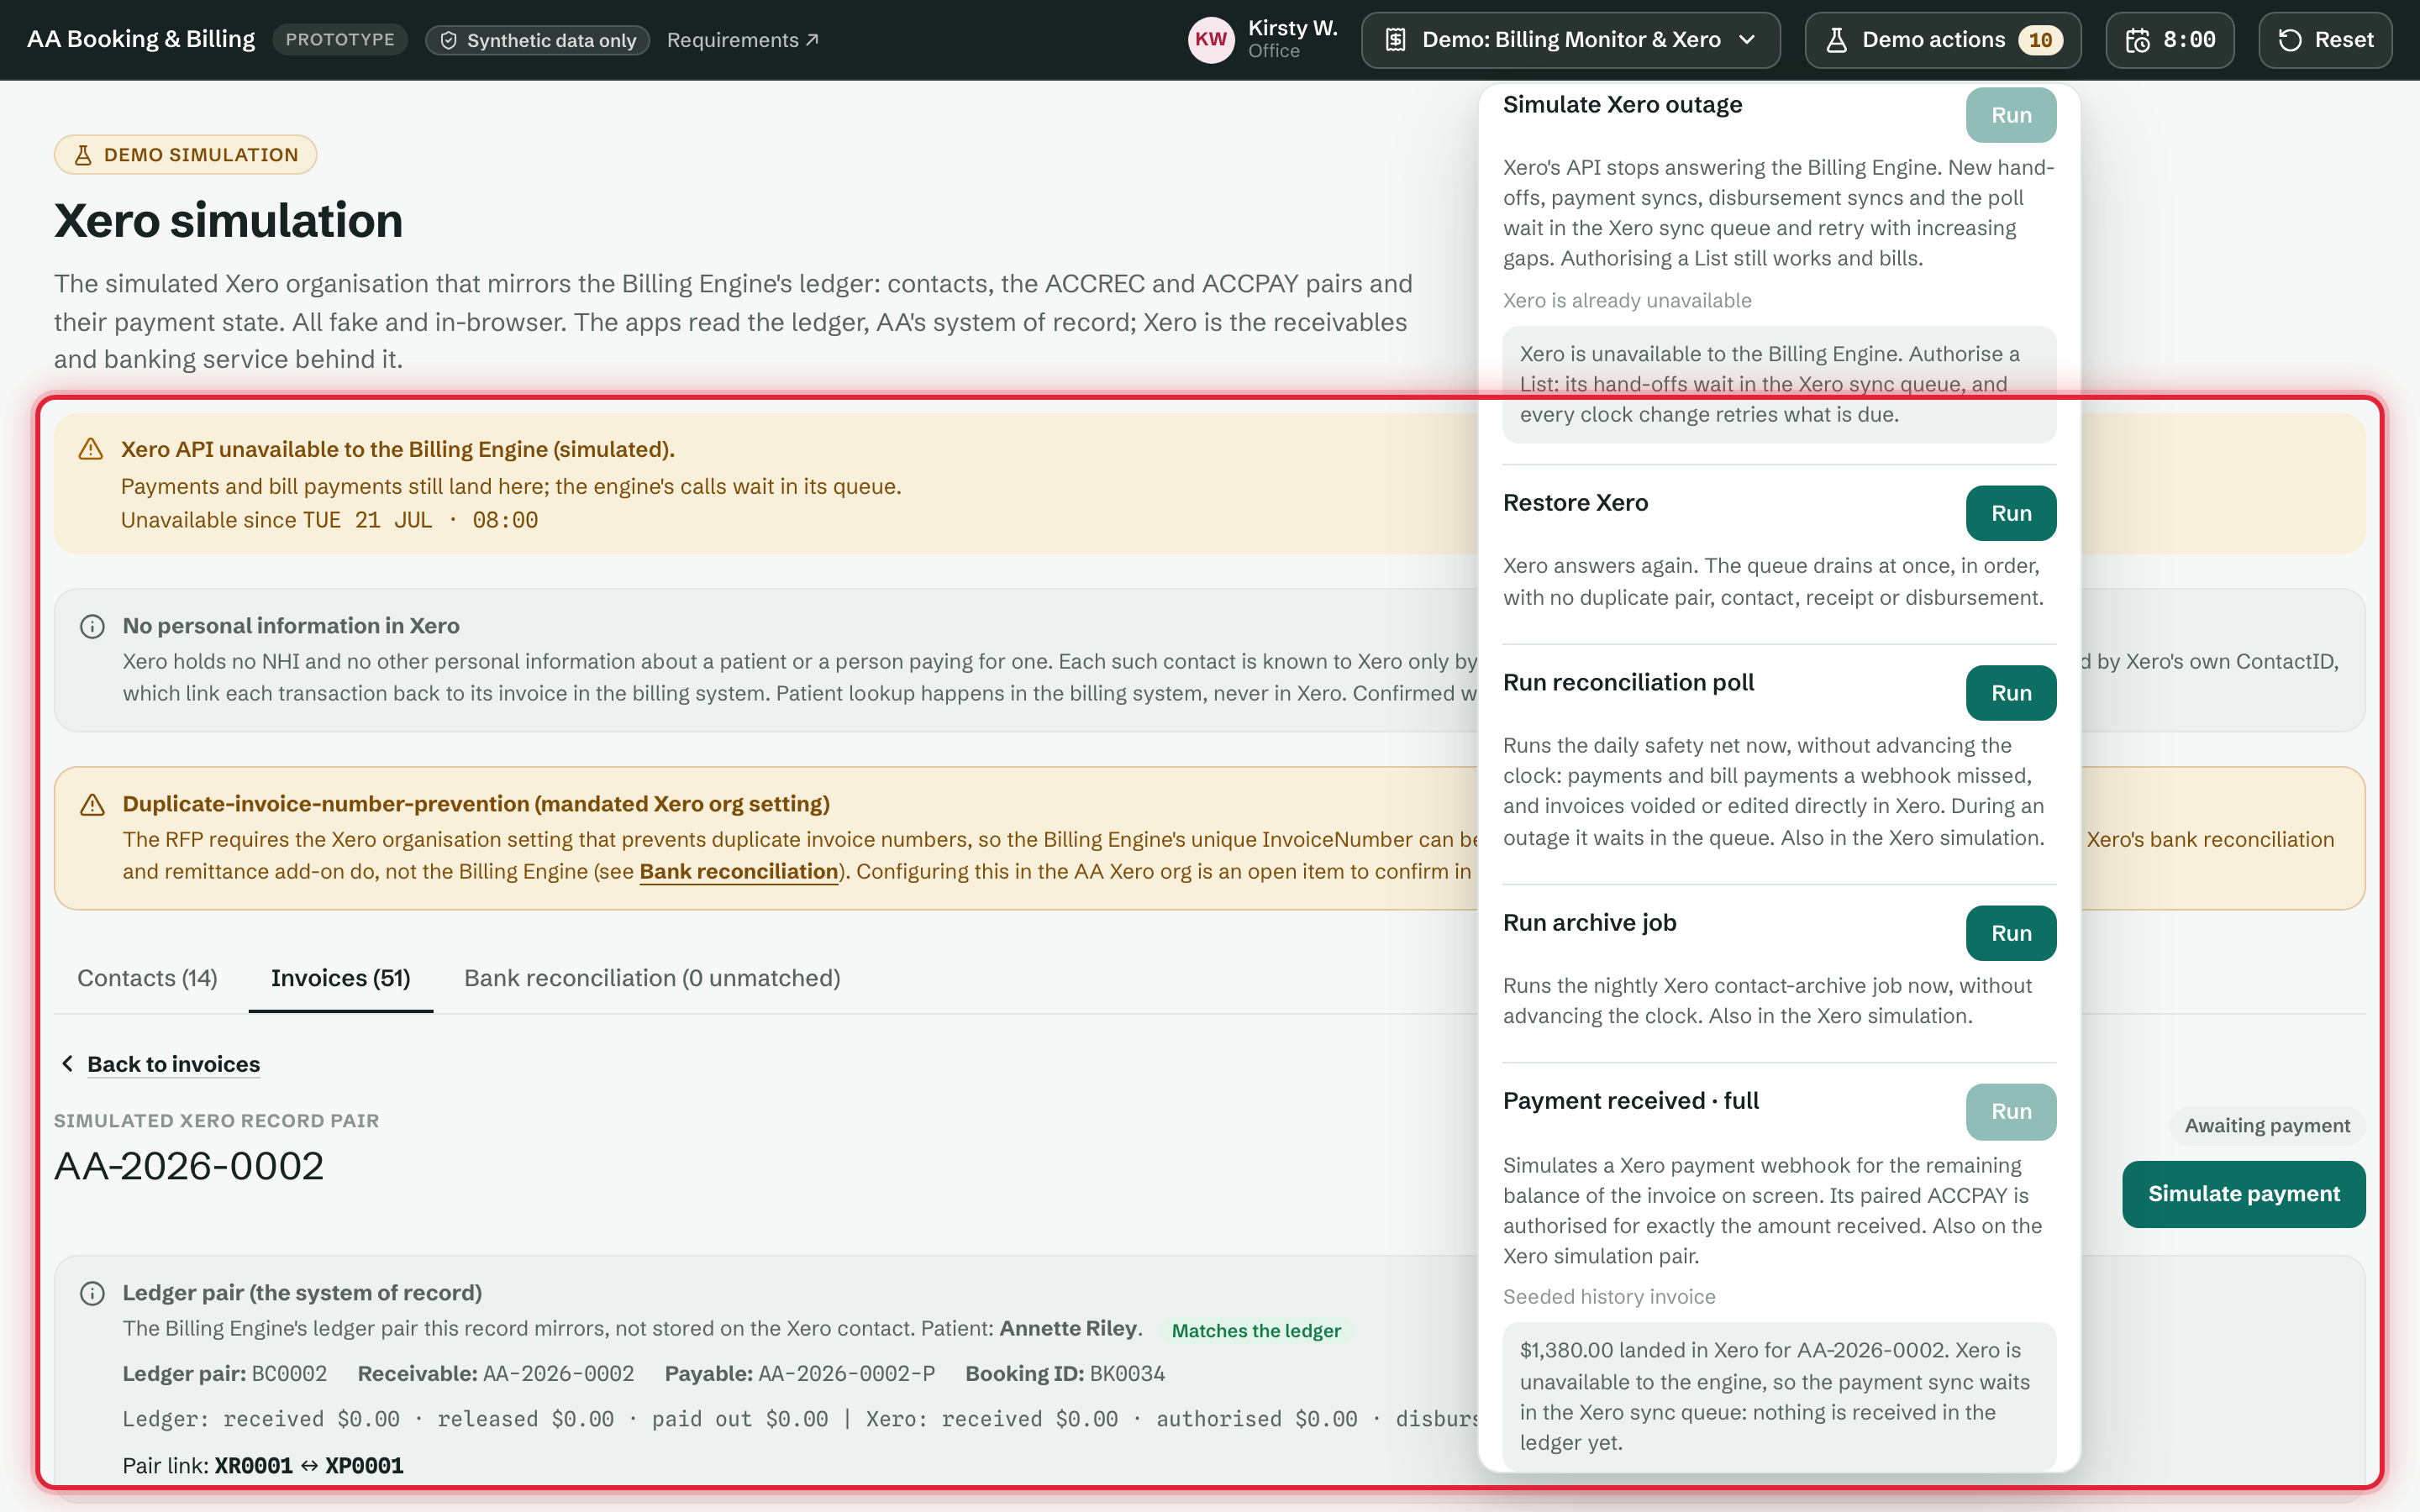 AA Booking & Billing
PROTOTYPE
Synthetic data only
Requirements
KW
Kirsty W.
Office
Demo: Billing Monitor & Xero
Demo actions
10
8:00
Reset
DEMO SIMULATION
Xero simulation
The simulated Xero organisation that mirrors the Billing Engine's ledger: contacts, the ACCREC and ACCPAY pairs and
their payment state. All fake and in-browser. The apps read the ledger, AA's system of record; Xero is the receivables
and banking service behind it.
Xero API unavailable to the Billing Engine (simulated).
Payments and bill payments still land here; the engine's calls wait in its queue.
Unavailable since TUE 21 JUL · 08:00
No personal information in Xero
Xero holds no NHI and no other personal information about a patient or a person paying for one. Each such contact is known to Xero only by
d by Xero's own ContactID,
which link each transaction back to its invoice in the billing system. Patient lookup happens in the billing system, never in Xero. Confirmed w
Duplicate-invoice-number-prevention (mandated Xero org setting)
The RFP requires the Xero organisation setting that prevents duplicate invoice numbers, so the Billing Engine's unique InvoiceNumber can be
Xero's bank reconciliation
and remittance add-on do, not the Billing Engine (see Bank reconciliation). Configuring this in the AA Xero org is an open item to confirm in
Contacts (14)
Invoices (51)
Bank reconciliation (0 unmatched)
Back to invoices
SIMULATED XERO RECORD PAIR
AA-2026-0002
Awaiting payment
Simulate payment
Ledger pair (the system of record)
The Billing Engine's ledger pair this record mirrors, not stored on the Xero contact. Patient: Annette Riley. Matches the ledger
Ledger pair: BC0002 Receivable: AA-2026-0002 Payable: AA-2026-0002-P Booking ID: BK0034
Ledger: received $0.00 · released $0.00 · paid out $0.00 | Xero: received $0.00 · authorised $0.00 · disburs
Pair link: XR0001 ↔ XP0001
Simulate Xero outage
Run
Xero's API stops answering the Billing Engine. New hand-
offs, payment syncs, disbursement syncs and the poll
wait in the Xero sync queue and retry with increasing
gaps. Authorising a List still works and bills.
Xero is already unavailable
Xero is unavailable to the Billing Engine. Authorise a
List: its hand-offs wait in the Xero sync queue, and
every clock change retries what is due.
Restore Xero
Run
Xero answers again. The queue drains at once, in order,
with no duplicate pair, contact, receipt or disbursement.
Run reconciliation poll
Run
Runs the daily safety net now, without advancing the
clock: payments and bill payments a webhook missed,
and invoices voided or edited directly in Xero. During an
outage it waits in the queue. Also in the Xero simulation.
Run archive job
Run
Runs the nightly Xero contact-archive job now, without
advancing the clock. Also in the Xero simulation.
Payment received · full
Run
Simulates a Xero payment webhook for the remaining
balance of the invoice on screen. Its paired ACCPAY is
authorised for exactly the amount received. Also on the
Xero simulation pair.
Seeded history invoice
$1,380.00 landed in Xero for AA-2026-0002. Xero is
unavailable to the engine, so the payment sync waits
in the Xero sync queue: nothing is received in the
ledger yet.